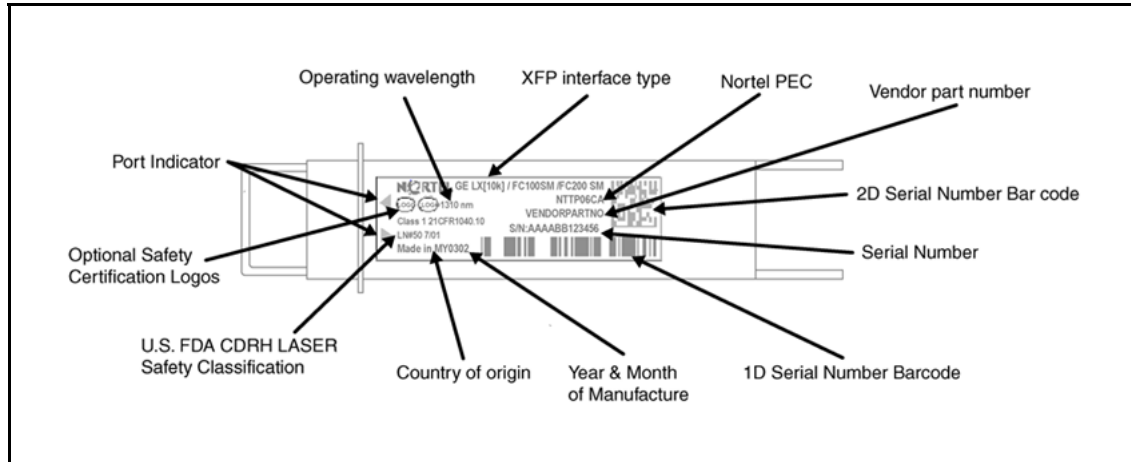 Operating wavelength
XFP interface type
Nortel PEC
Vendor part number
Port Indicator
NORTEL GE LX[10k] / FC100SM /FC200 SM
NTTP06CA
2D Serial Number Bar code
LOGO LOGO 1310 nm
VENDORPARTNO
Class 1 21CFR1040.10
S/N:AAAABB123456
LN#50 7/01
Made in MY0302
Optional Safety
Certification Logos
Serial Number
U.S. FDA CDRH LASER
Safety Classification
Country of origin
Year & Month
of Manufacture
1D Serial Number Barcode